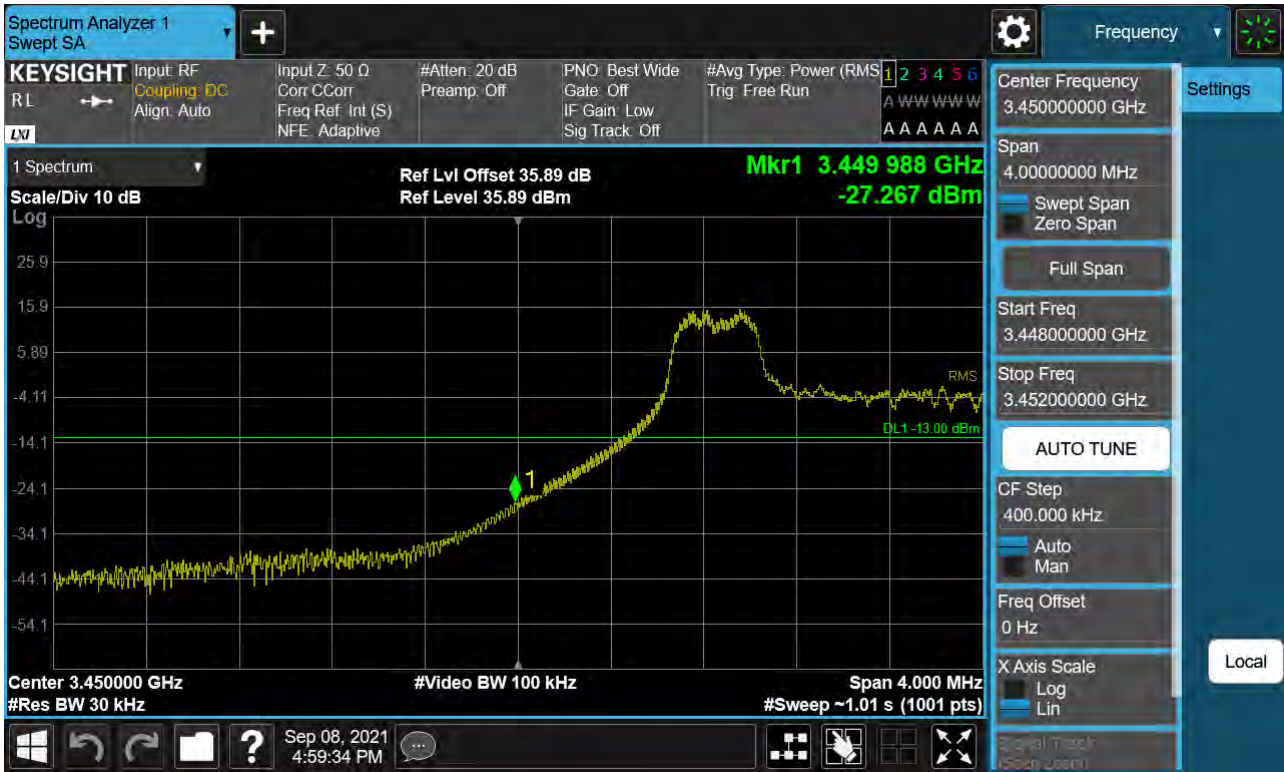 Spectrum Analyzer 1
Swept SA
Frequency
KEYSIGHT
RL
LXI
Input: RF
Coupling: DC
Align: Auto
Input Z: 50 Ω
Corr CCorr
Freq Ref: Int (S)
NFE: Adaptive
#Atten: 20 dB
Preamp: Off
PNO: Best Wide
Gate: Off
IF Gain: Low
Sig Track: Off
#Avg Type: Power (RMS
Trig: Free Run
1 2 3 4 5 6
A W W W W W
A A A A A A
1 Spectrum
Scale/Div 10 dB
Log
Ref Lvl Offset 35.89 dB
Ref Level 35.89 dBm
Mkr1 3.449 988 GHz
-27.267 dBm
25.9
15.9
5.89
-4.11
-14.1
-24.1
-34.1
-44.1
-54.1
RMS
DL1 -13.00 dBm
1
Center 3.450000 GHz
#Res BW 30 kHz
#Video BW 100 kHz
Span 4.000 MHz
#Sweep ~1.01 s (1001 pts)
Center Frequency
3.450000000 GHz
Span
4.00000000 MHz
Swept Span
Zero Span
Full Span
Start Freq
3.448000000 GHz
Stop Freq
3.452000000 GHz
AUTO TUNE
CF Step
400.000 kHz
Auto
Man
Freq Offset
0 Hz
X Axis Scale
Log
Lin
Signal Track
(Span Zoom)
Settings
Local
?
Sep 08, 2021
4:59:34 PM